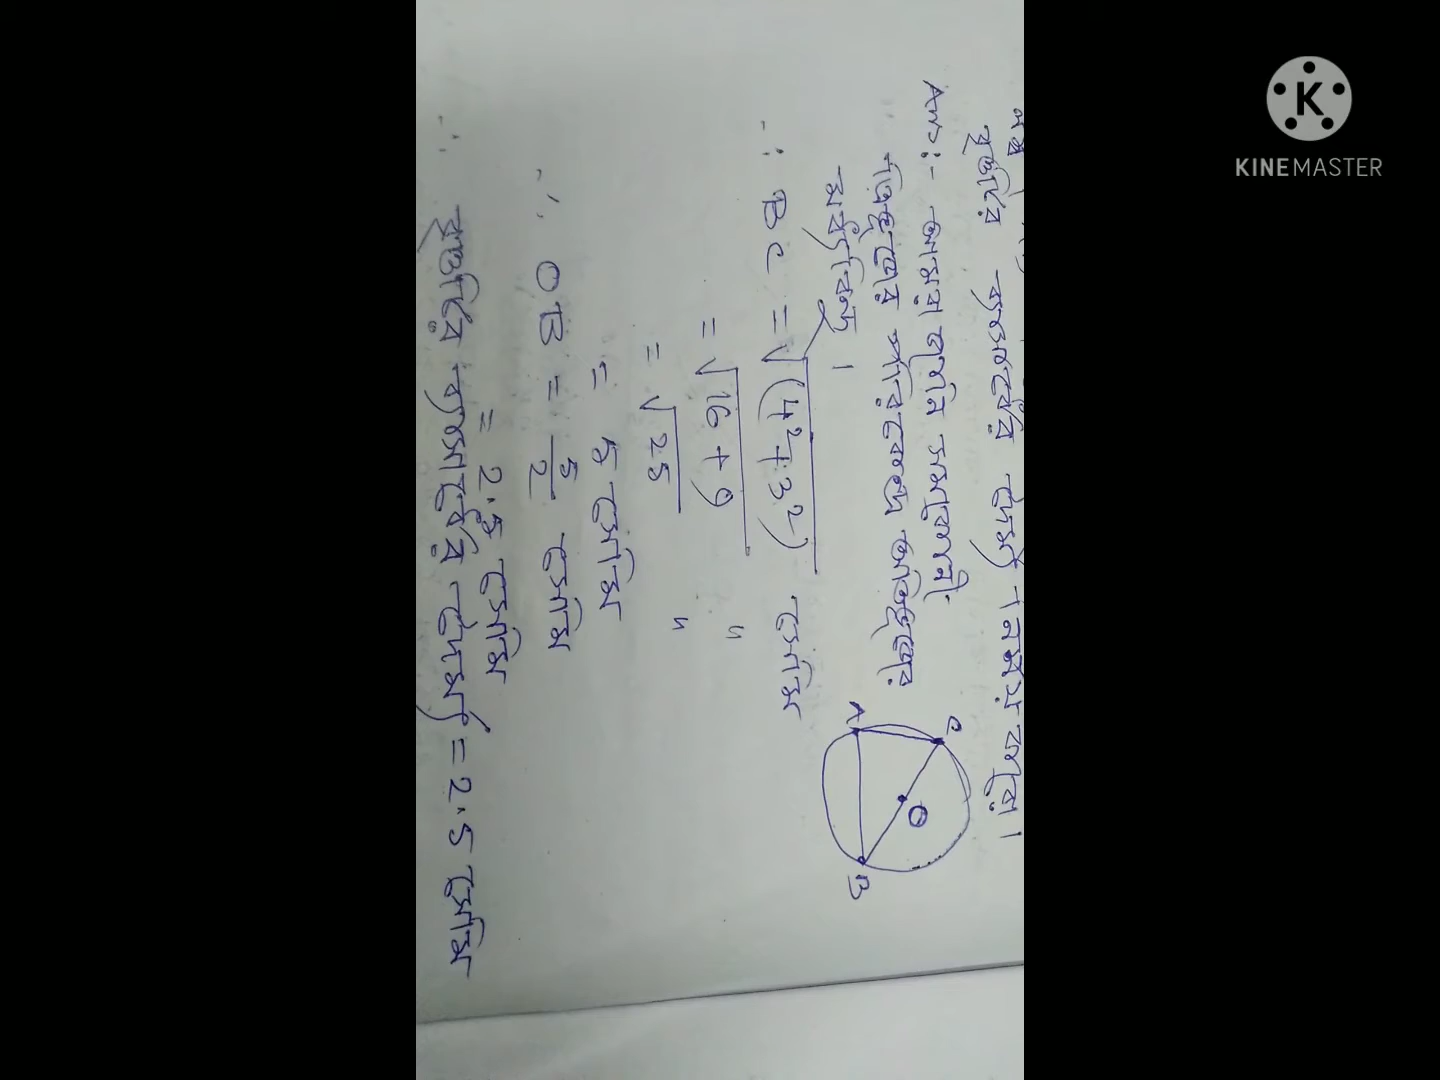 বৃত্তটির ব্যাসার্ধের দৈর্ঘ্য নির্ণয় করো।
Ans:- আমরা জানি সমকোণী
ত্রিভুজের পরিকেন্দ্র অতিভুজের
মধ্যবিন্দু।
∴ BC = √(4²+3²) সেমি
= √16+9 "
= √25 "
= 5 সেমি
∴ OB = 5/2 সেমি
= 2.5 সেমি
∴ বৃত্তটির ব্যাসার্ধের দৈর্ঘ্য = 2.5 সেমি
A
C
O
B
K
KINEMASTER